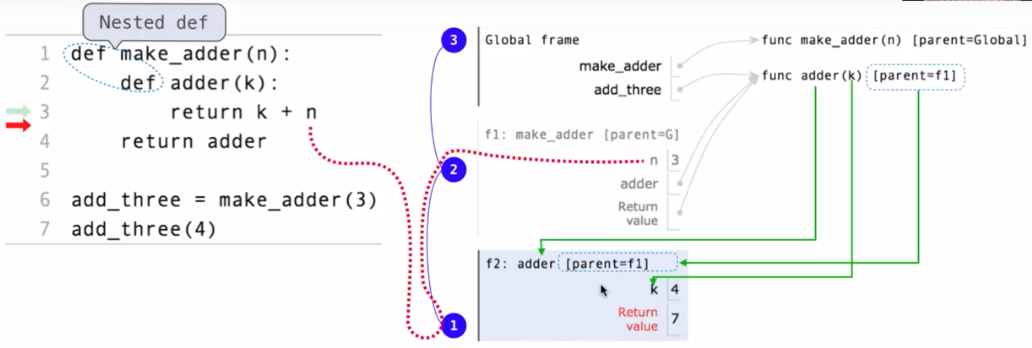 Nested def
1 def make_adder(n):
2 def adder(k):
3 return k + n
4 return adder
5
6 add_three = make_adder(3)
7 add_three(4)
3 Global frame
make_adder
add_three
func make_adder(n) [parent=Global]
func adder(k) [parent=f1]
f1: make_adder [parent=G]
2
n 3
adder
Return
value
f2: adder [parent=f1]
k 4
1
Return
value 7